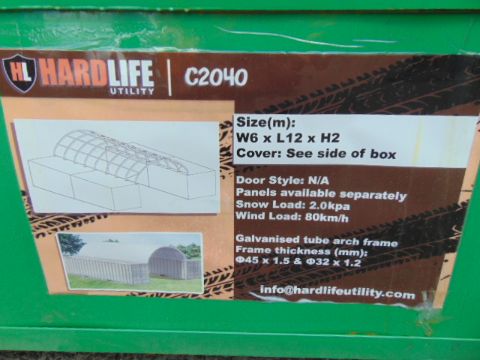 HL HARDLIFE
UTILITY
C2040
Size(m):
W6 x L12 x H2
Cover: See side of box
Door Style: N/A
Panels available separately
Snow Load: 2.0kpa
Wind Load: 80km/h
Galvanised tube arch frame
Frame thickness (mm):
Φ45 x 1.5 & Φ32 x 1.2
info@hardlifeutility.com